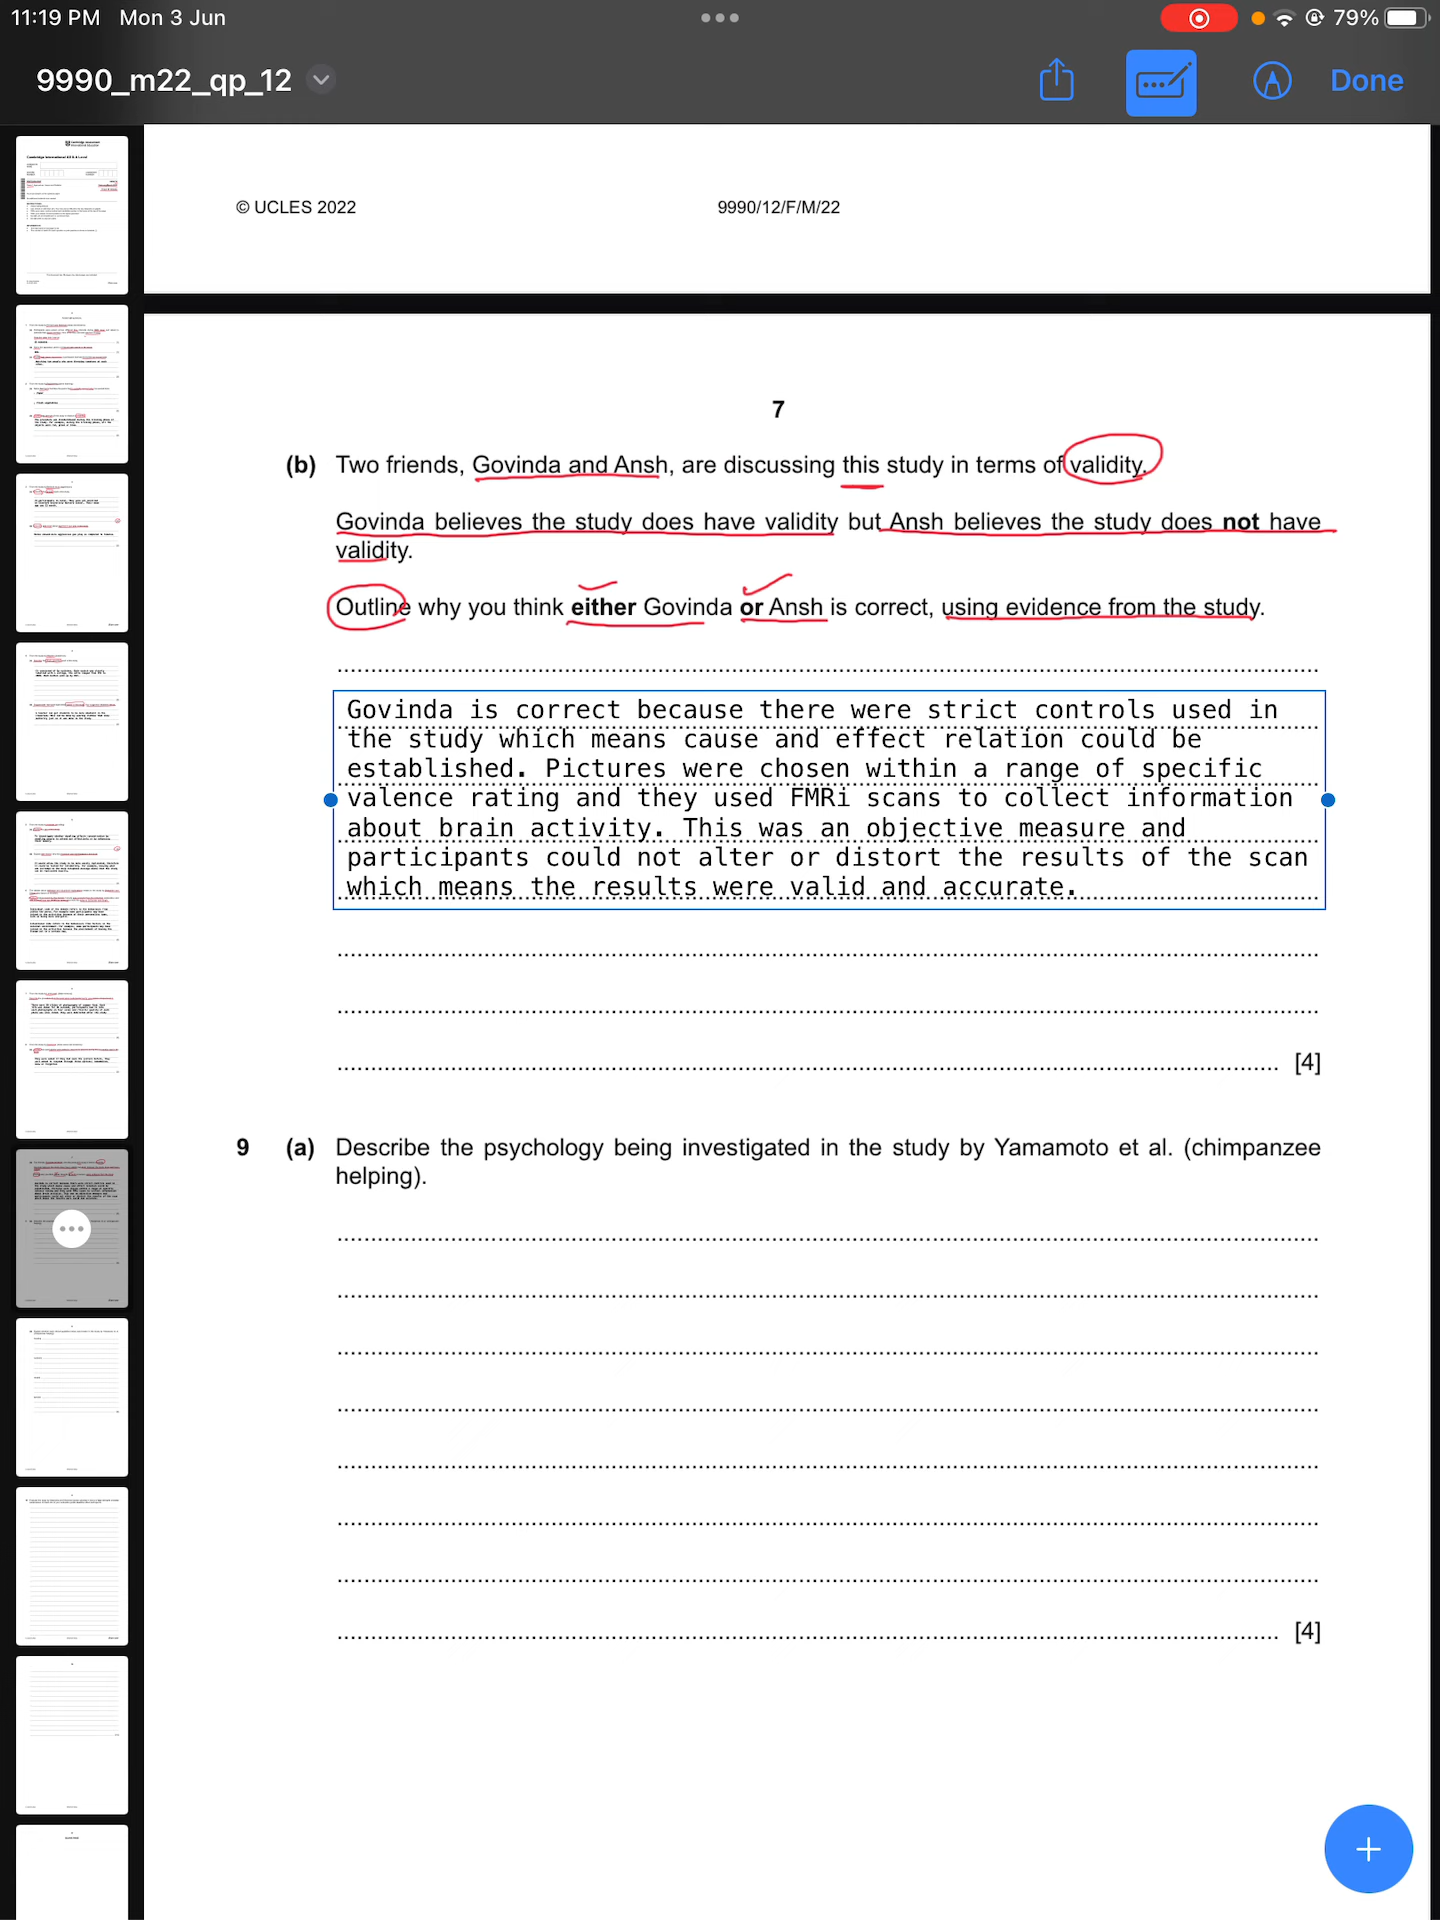 11:19 PM Mon 3 Jun
79%
9990_m22_qp_12
Done
© UCLES 2022
9990/12/F/M/22
7
(b) Two friends, Govinda and Ansh, are discussing this study in terms of validity.
Govinda believes the study does have validity but Ansh believes the study does not have
validity.
Outline why you think either Govinda or Ansh is correct, using evidence from the study.
Govinda is correct because there were strict controls used in
the study which means cause and effect relation could be
established. Pictures were chosen within a range of specific
valence rating and they used FMRi scans to collect information
about brain activity. This was an objective measure and
participants could not alter or distort the results of the scan
which means the results were valid and accurate.
[4]
9 (a) Describe the psychology being investigated in the study by Yamamoto et al. (chimpanzee
helping).
[4]